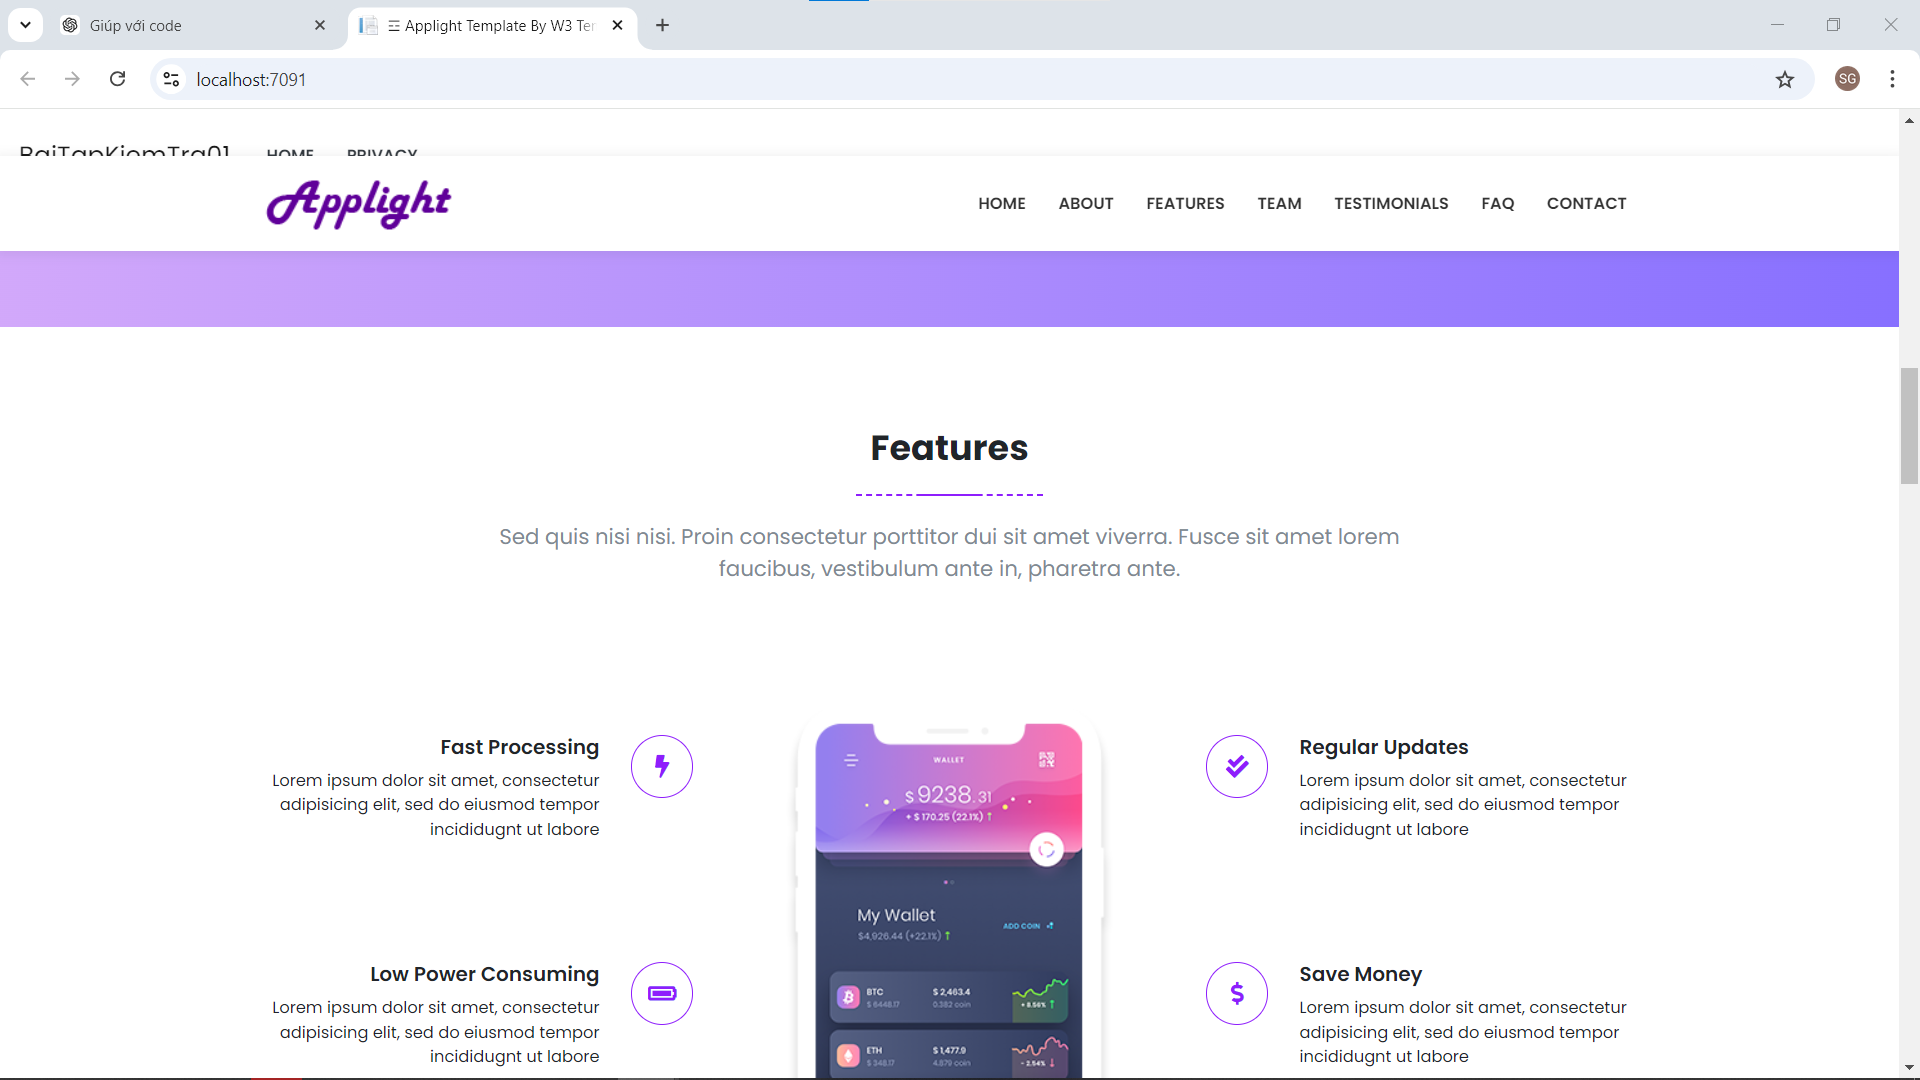 Giúp với code
☲ Applight Template By W3 Ter
localhost:7091
SG
BaiTapKiemTra01 HOME PRIVACY
Applight
HOME ABOUT FEATURES TEAM TESTIMONIALS FAQ CONTACT
Features
Sed quis nisi nisi. Proin consectetur porttitor dui sit amet viverra. Fusce sit amet lorem
faucibus, vestibulum ante in, pharetra ante.
Fast Processing
Lorem ipsum dolor sit amet, consectetur
adipisicing elit, sed do eiusmod tempor
incididugnt ut labore
Low Power Consuming
Lorem ipsum dolor sit amet, consectetur
adipisicing elit, sed do eiusmod tempor
incididugnt ut labore
WALLET
$ 9238.31
+ $ 170.25 (22.1%) ↑
My Wallet
$4,926.44 (+22.1%) ↑
ADD COIN
BTC $ 2,463.4
$ 6448.17 0.382 coin + 8.56% ↑
ETH $ 1,477.9
$ 348.17 4.879 coin - 2.54% ↓
Regular Updates
Lorem ipsum dolor sit amet, consectetur
adipisicing elit, sed do eiusmod tempor
incididugnt ut labore
Save Money
Lorem ipsum dolor sit amet, consectetur
adipisicing elit, sed do eiusmod tempor
incididugnt ut labore